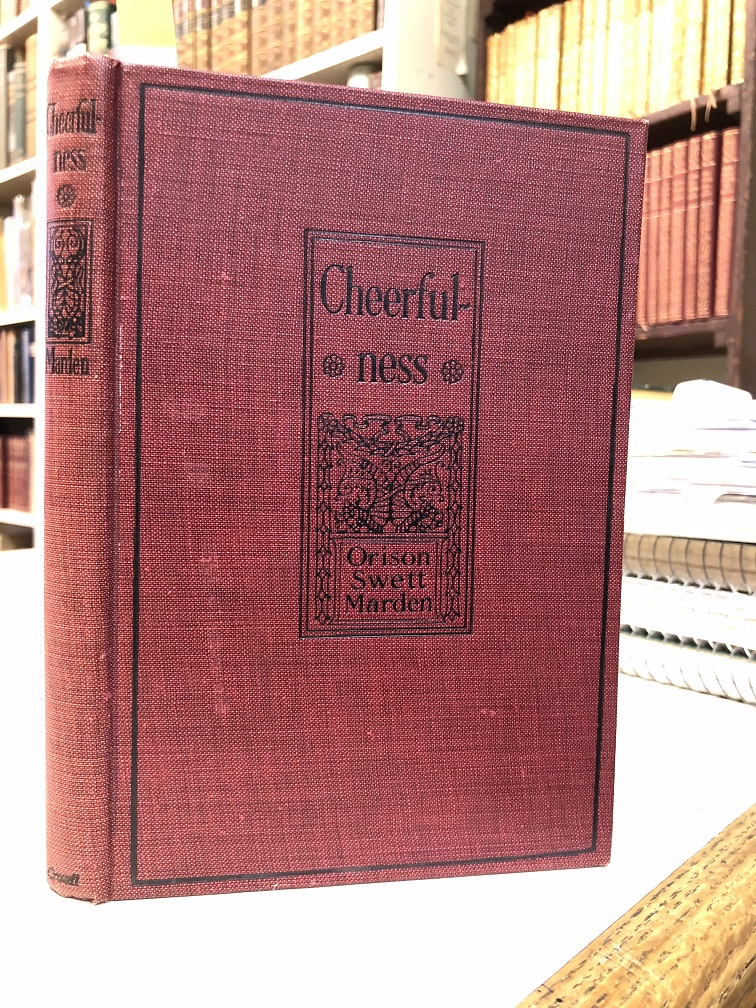 Cheerful-
ness
Marden
Crowell
Cheerful-
ness
Orison
Swett
Marden